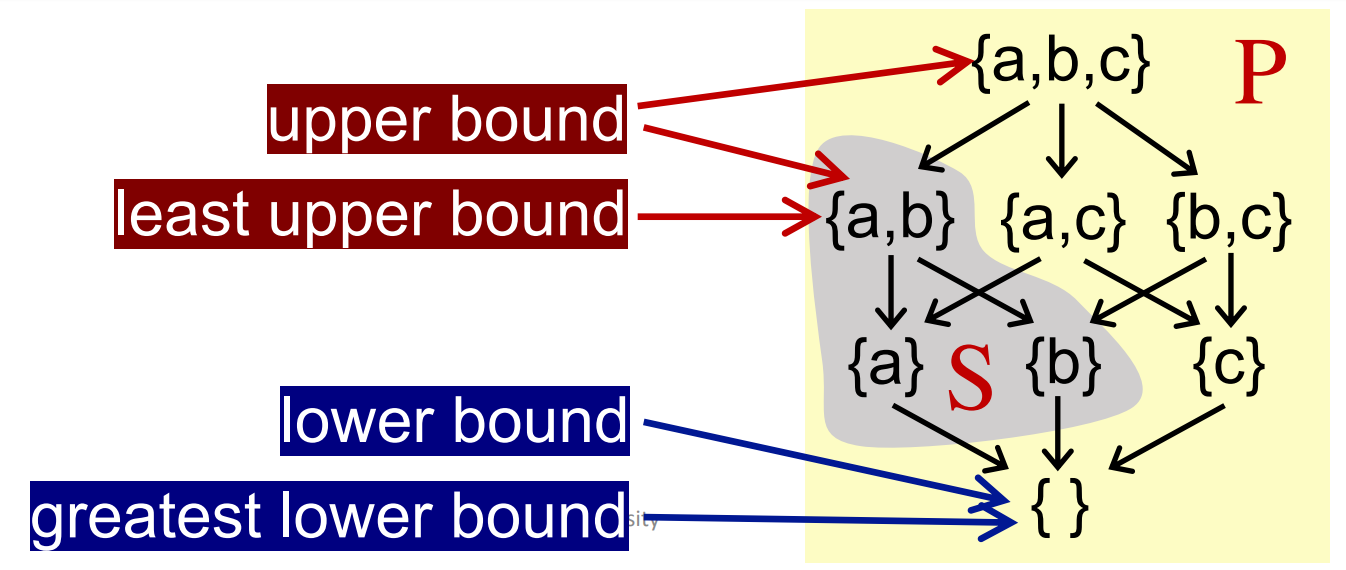 {a,b,c} P
upper bound
least upper bound {a,b} {a,c} {b,c}
{a} S {b} {c}
lower bound
greatest lower bound sity { }